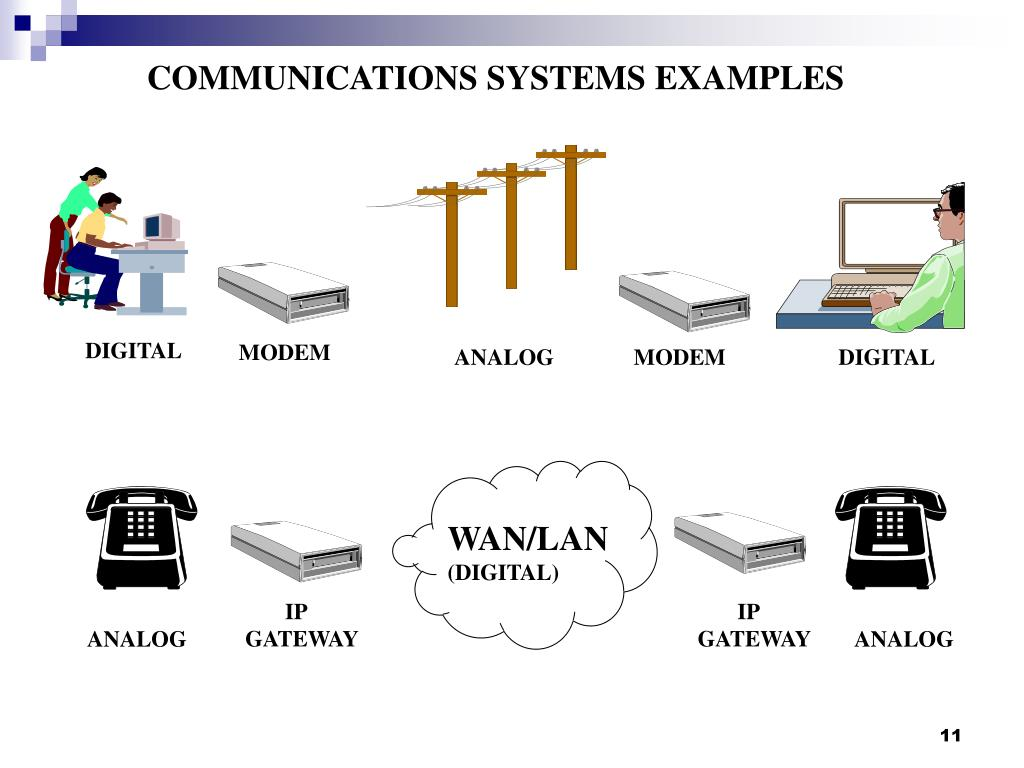 COMMUNICATIONS SYSTEMS EXAMPLES
DIGITAL
MODEM
ANALOG
MODEM
DIGITAL
WAN/LAN
(DIGITAL)
ANALOG
IP
GATEWAY
IP
GATEWAY
ANALOG
11